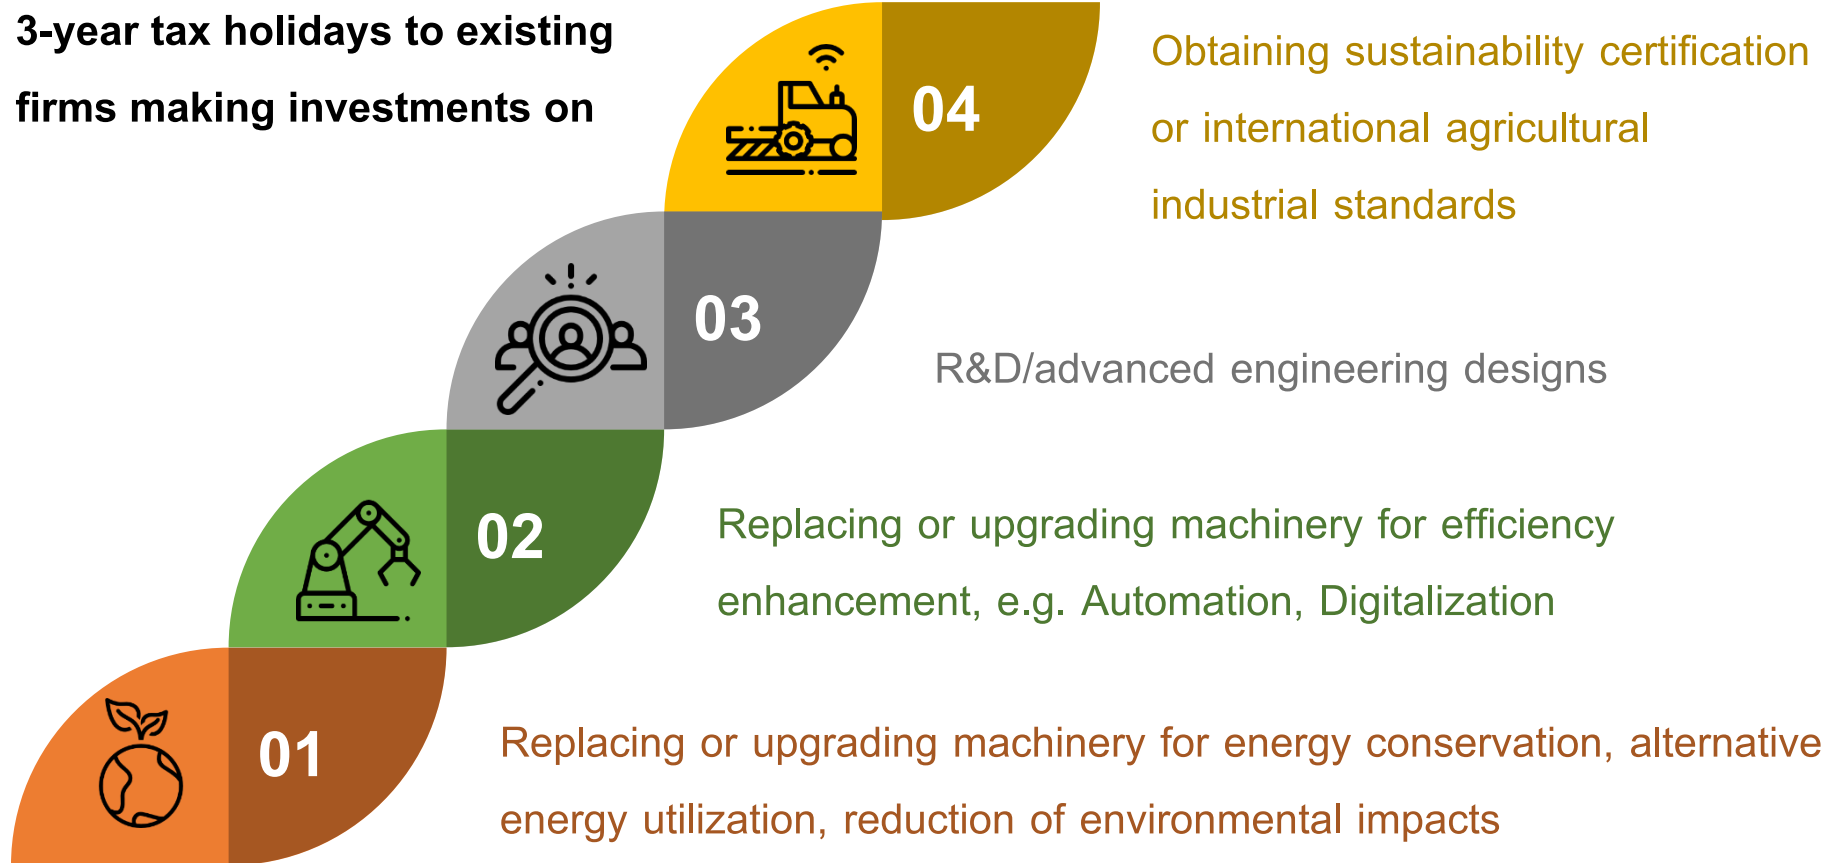 3-year tax holidays to existing
firms making investments on
04
Obtaining sustainability certification
or international agricultural
industrial standards
03
R&D/advanced engineering designs
02
Replacing or upgrading machinery for efficiency
enhancement, e.g. Automation, Digitalization
01
Replacing or upgrading machinery for energy conservation, alternative
energy utilization, reduction of environmental impacts